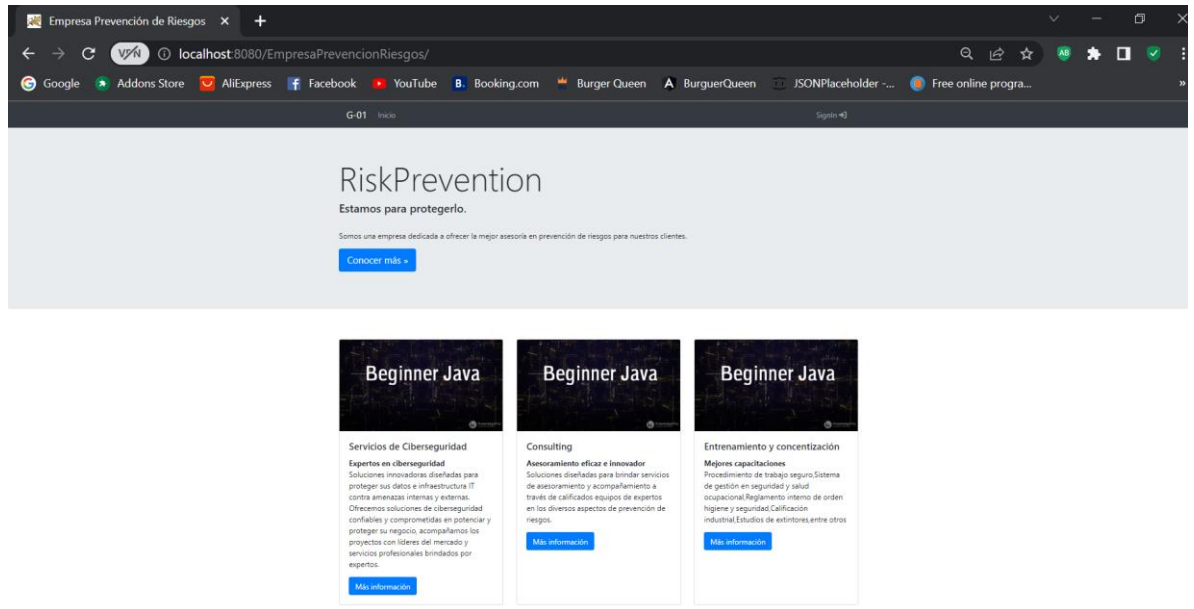 Empresa Prevención de Riesgos
VPN localhost:8080/EmpresaPrevencionRiesgos/ AB
Google Addons Store AliExpress Facebook YouTube B. Booking.com Burger Queen A BurguerQueen JSONPlaceholder -... Free online progra... »
G-01 Inicio SignIn
RiskPrevention
Estamos para protegerlo.
Somos una empresa dedicada a ofrecer la mejor asesoría en prevención de riesgos para nuestros clientes.
Conocer más »
Beginner Java
Servicios de Ciberseguridad
Expertos en ciberseguridad
Soluciones innovadoras diseñadas para
proteger sus datos e infraestructura IT
contra amenazas internas y externas.
Ofrecemos soluciones de ciberseguridad
confiables y comprometidas en potenciar y
proteger su negocio, acompañamos los
proyectos con líderes del mercado y
servicios profesionales brindados por
expertos.
Más información
Beginner Java
Consulting
Asesoramiento eficaz e innovador
Soluciones diseñadas para brindar servicios
de asesoramiento y acompañamiento a
través de calificados equipos de expertos
en los diversos aspectos de prevención de
riesgos.
Más información
Beginner Java
Entrenamiento y concentización
Mejores capacitaciones
Procedimiento de trabajo seguro,Sistema
de gestión en seguridad y salud
ocupacional,Reglamento interno de orden
higiene y seguridad,Calificación
industrial,Estudios de extintores,entre otros
Más información